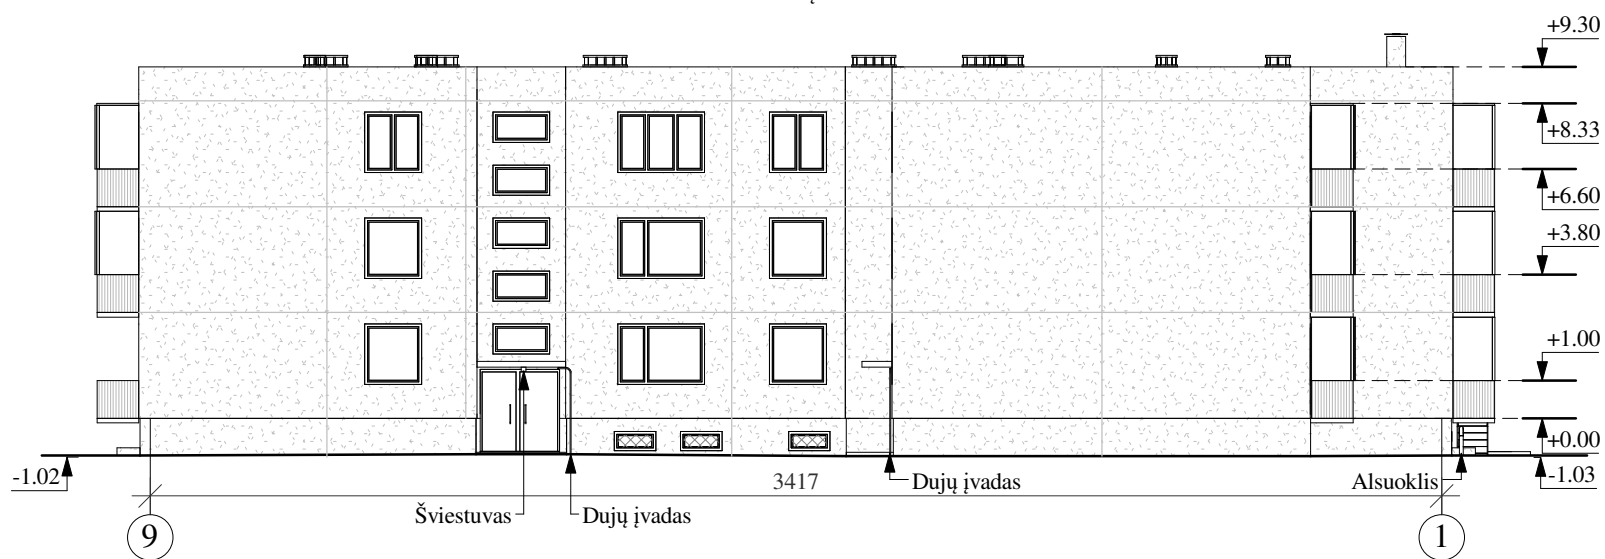 +9.30
+8.33
+6.60
+3.80
+1.00
+0.00
-1.02
3417
Dujų įvadas
Alsuoklis
-1.03
Šviestuvas
Dujų įvadas
9
1